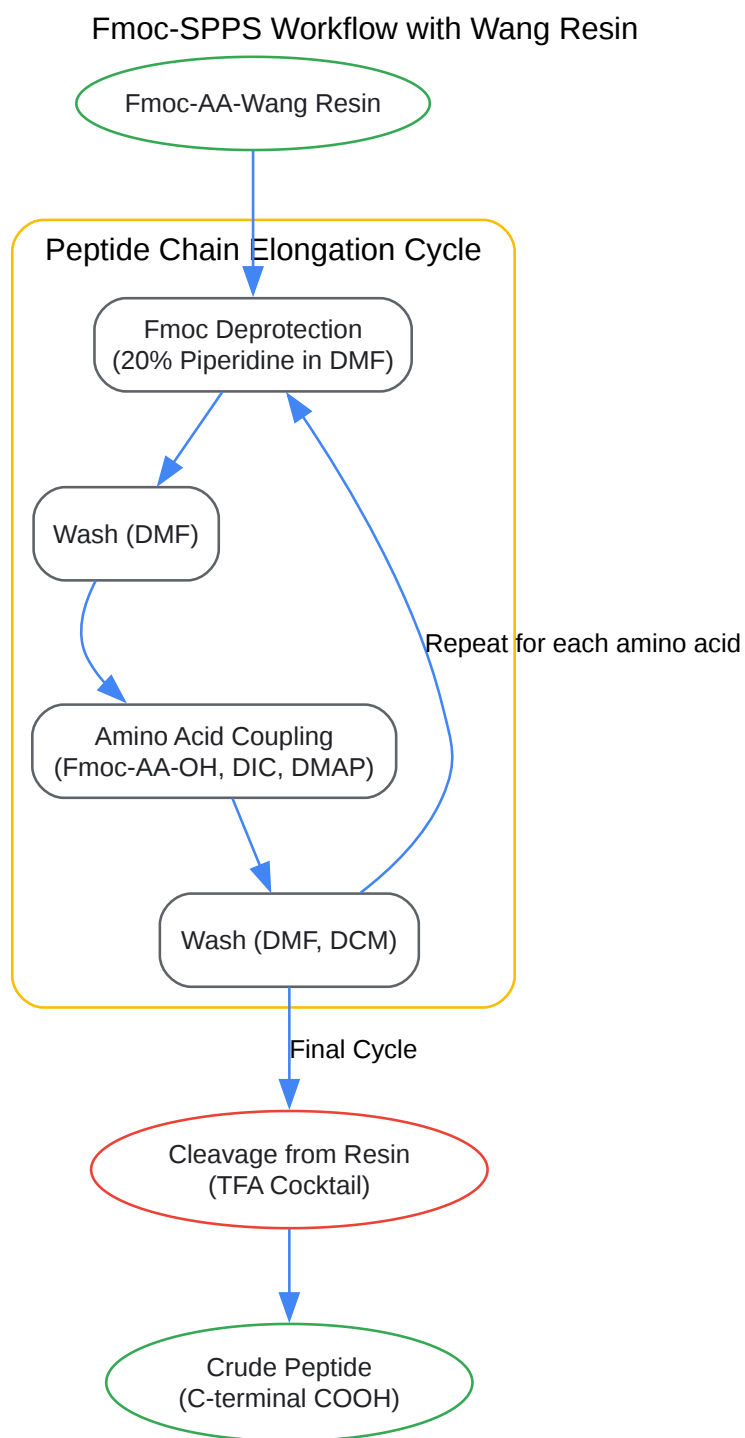 Fmoc-SPPS Workflow with Wang Resin
Fmoc-AA-Wang Resin
Peptide Chain Elongation Cycle
Fmoc Deprotection
(20% Piperidine in DMF)
Wash (DMF)
Repeat for each amino acid
Amino Acid Coupling
(Fmoc-AA-OH, DIC, DMAP)
Wash (DMF, DCM)
Final Cycle
Cleavage from Resin
(TFA Cocktail)
Crude Peptide
(C-terminal COOH)